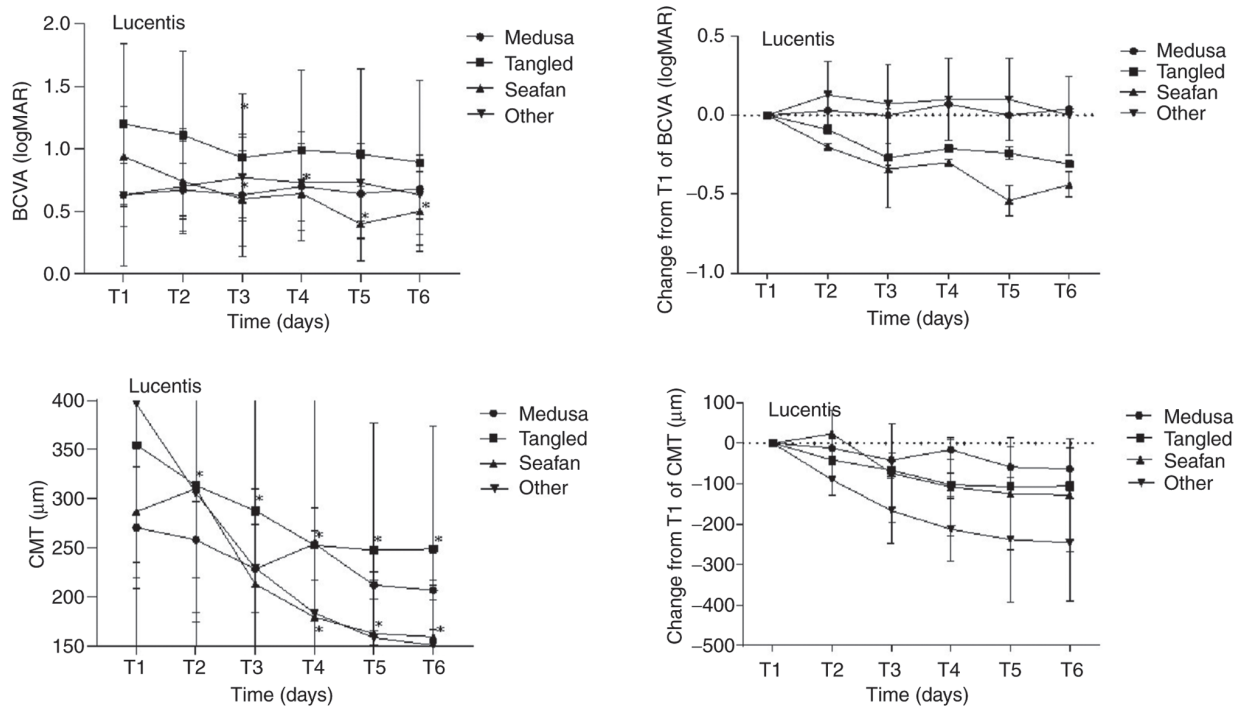 Lucentis
2.0
1.5
1.0
0.5
0.0
BCVA (logMAR)
T1 T2 T3 T4 T5 T6
Time (days)
Medusa
Tangled
Seafan
Other
* * * * *
Lucentis
0.5
0.0
−0.5
−1.0
Change from T1 of BCVA (logMAR)
T1 T2 T3 T4 T5 T6
Time (days)
Medusa
Tangled
Seafan
Other
Lucentis
400
350
300
250
200
150
CMT (μm)
T1 T2 T3 T4 T5 T6
Time (days)
Medusa
Tangled
Seafan
Other
* * * * * * * *
Lucentis
100
0
−100
−200
−300
−400
−500
Change from T1 of CMT (μm)
T1 T2 T3 T4 T5 T6
Time (days)
Medusa
Tangled
Seafan
Other